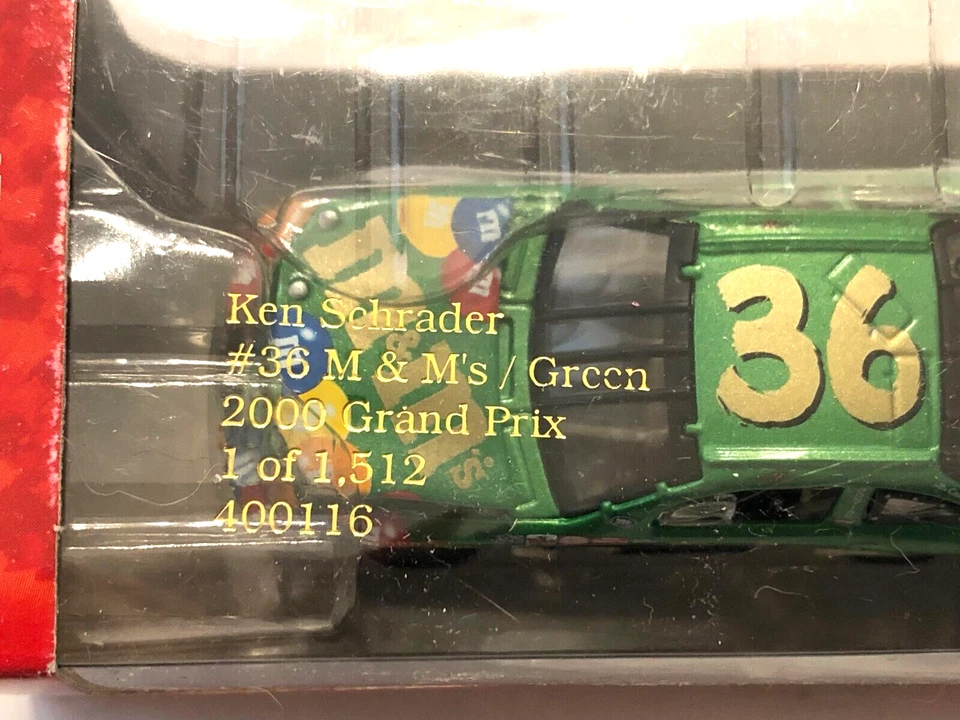 Ken Schrader
#36 M & M's / Green
2000 Grand Prix
1 of 1,512
400116
36
m&m's®
m